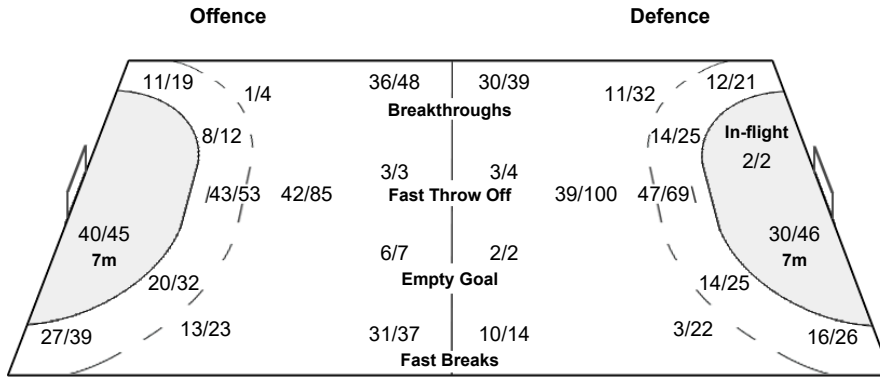 Offence Defence
11/19 36/48 30/39 12/21
1/4 11/32
Breakthroughs
8/12 14/25 In-flight
2/2
3/3 3/4
43/53 42/85 Fast Throw Off 39/100 47/69
40/45 30/46
7m 7m
6/7 2/2
20/32 Empty Goal 14/25
13/23 3/22
27/39 31/37 10/14 16/26
Fast Breaks